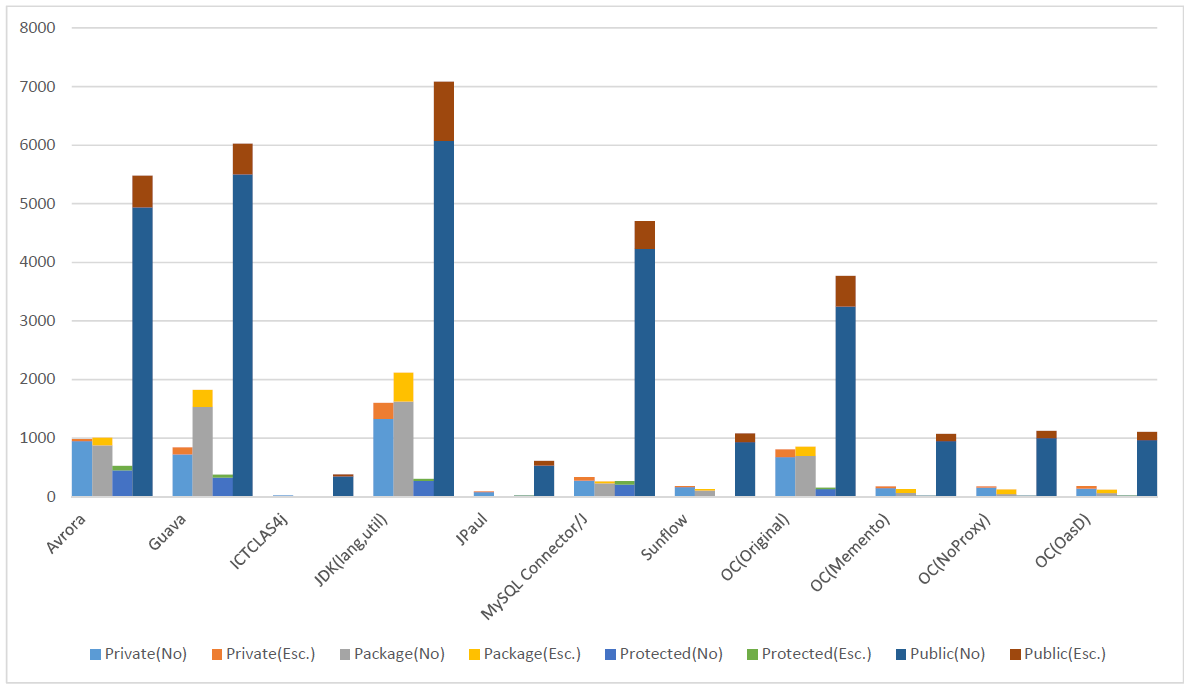 8000
7000
6000
5000
4000
3000
2000
1000
0
Avrora
Guava
ICTCLAS4j
JDK(lang,util)
JPaul
MySQL Connector/J
Sunflow
OC(Original)
OC(Memento)
OC(NoProxy)
OC(OasD)
Private(No) Private(Esc.) Package(No) Package(Esc.) Protected(No) Protected(Esc.) Public(No) Public(Esc.)